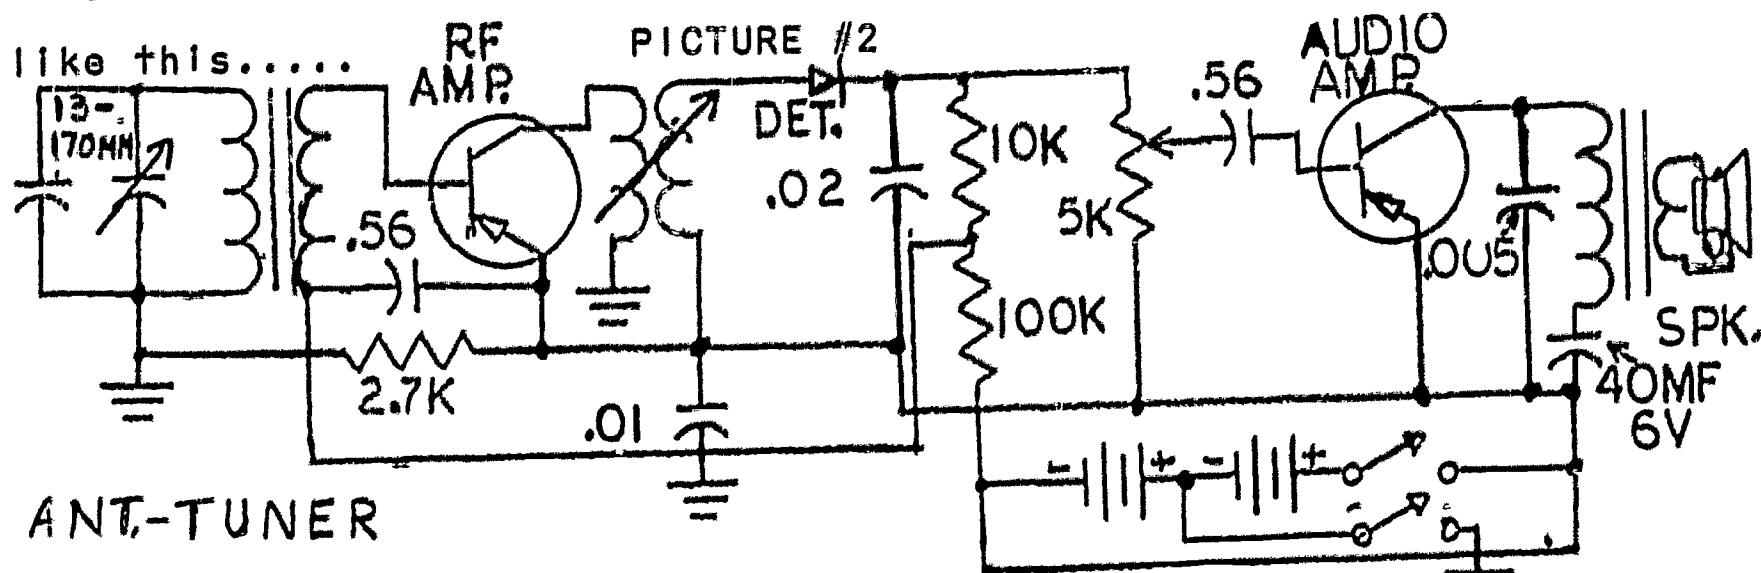 like this.....
RF
AMP.
PICTURE #2
AUDIO
AMP.
13-
170MM
DET.
.56
10K
.02
5K
.56
.005
100K
SPK.
2.7K
40MF
6V
.01
- + - +
ANT.-TUNER